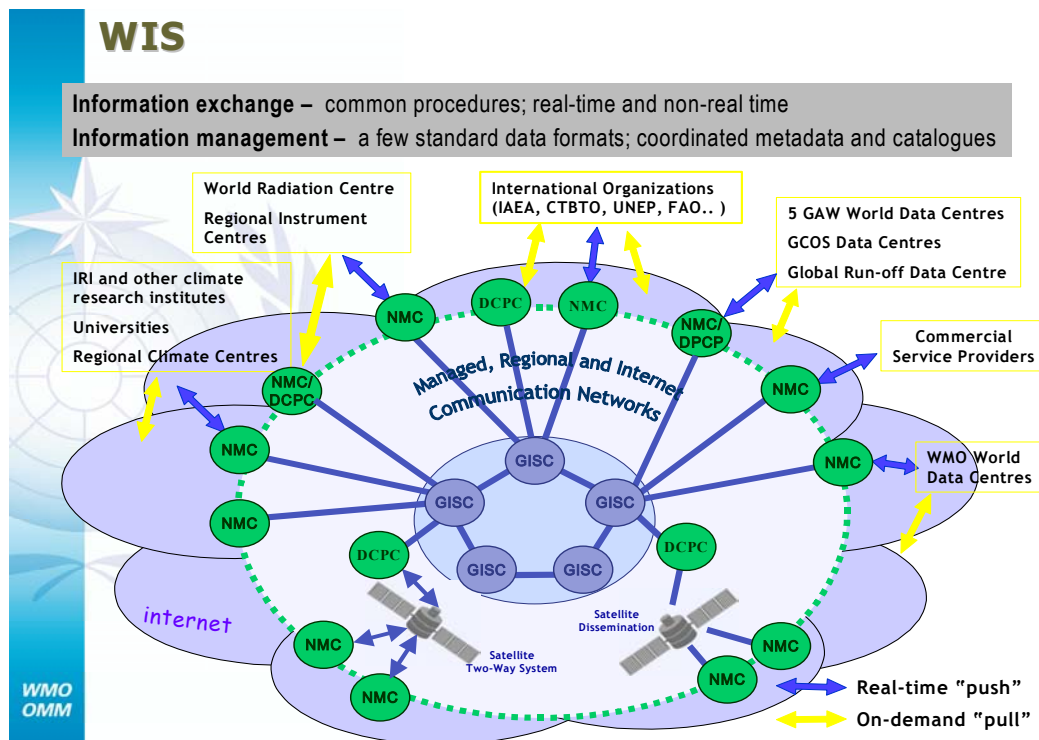 WIS
Information exchange – common procedures; real-time and non-real time
Information management – a few standard data formats; coordinated metadata and catalogues
World Radiation Centre
Regional Instrument
Centres
International Organizations
(IAEA, CTBTO, UNEP, FAO.. )
5 GAW World Data Centres
GCOS Data Centres
Global Run-off Data Centre
IRI and other climate
research institutes
Universities
Regional Climate Centres
Commercial
Service Providers
WMO World
Data Centres
NMC
DCPC
NMC
NMC/
DPCP
NMC/
DCPC
NMC
NMC
NMC
NMC
Managed, Regional and Internet
Communication Networks
GISC
GISC
GISC
GISC
GISC
DCPC
DCPC
internet
Satellite
Two-Way System
Satellite
Dissemination
NMC
NMC
NMC
NMC
Real-time “push”
On-demand “pull”
WMO
OMM